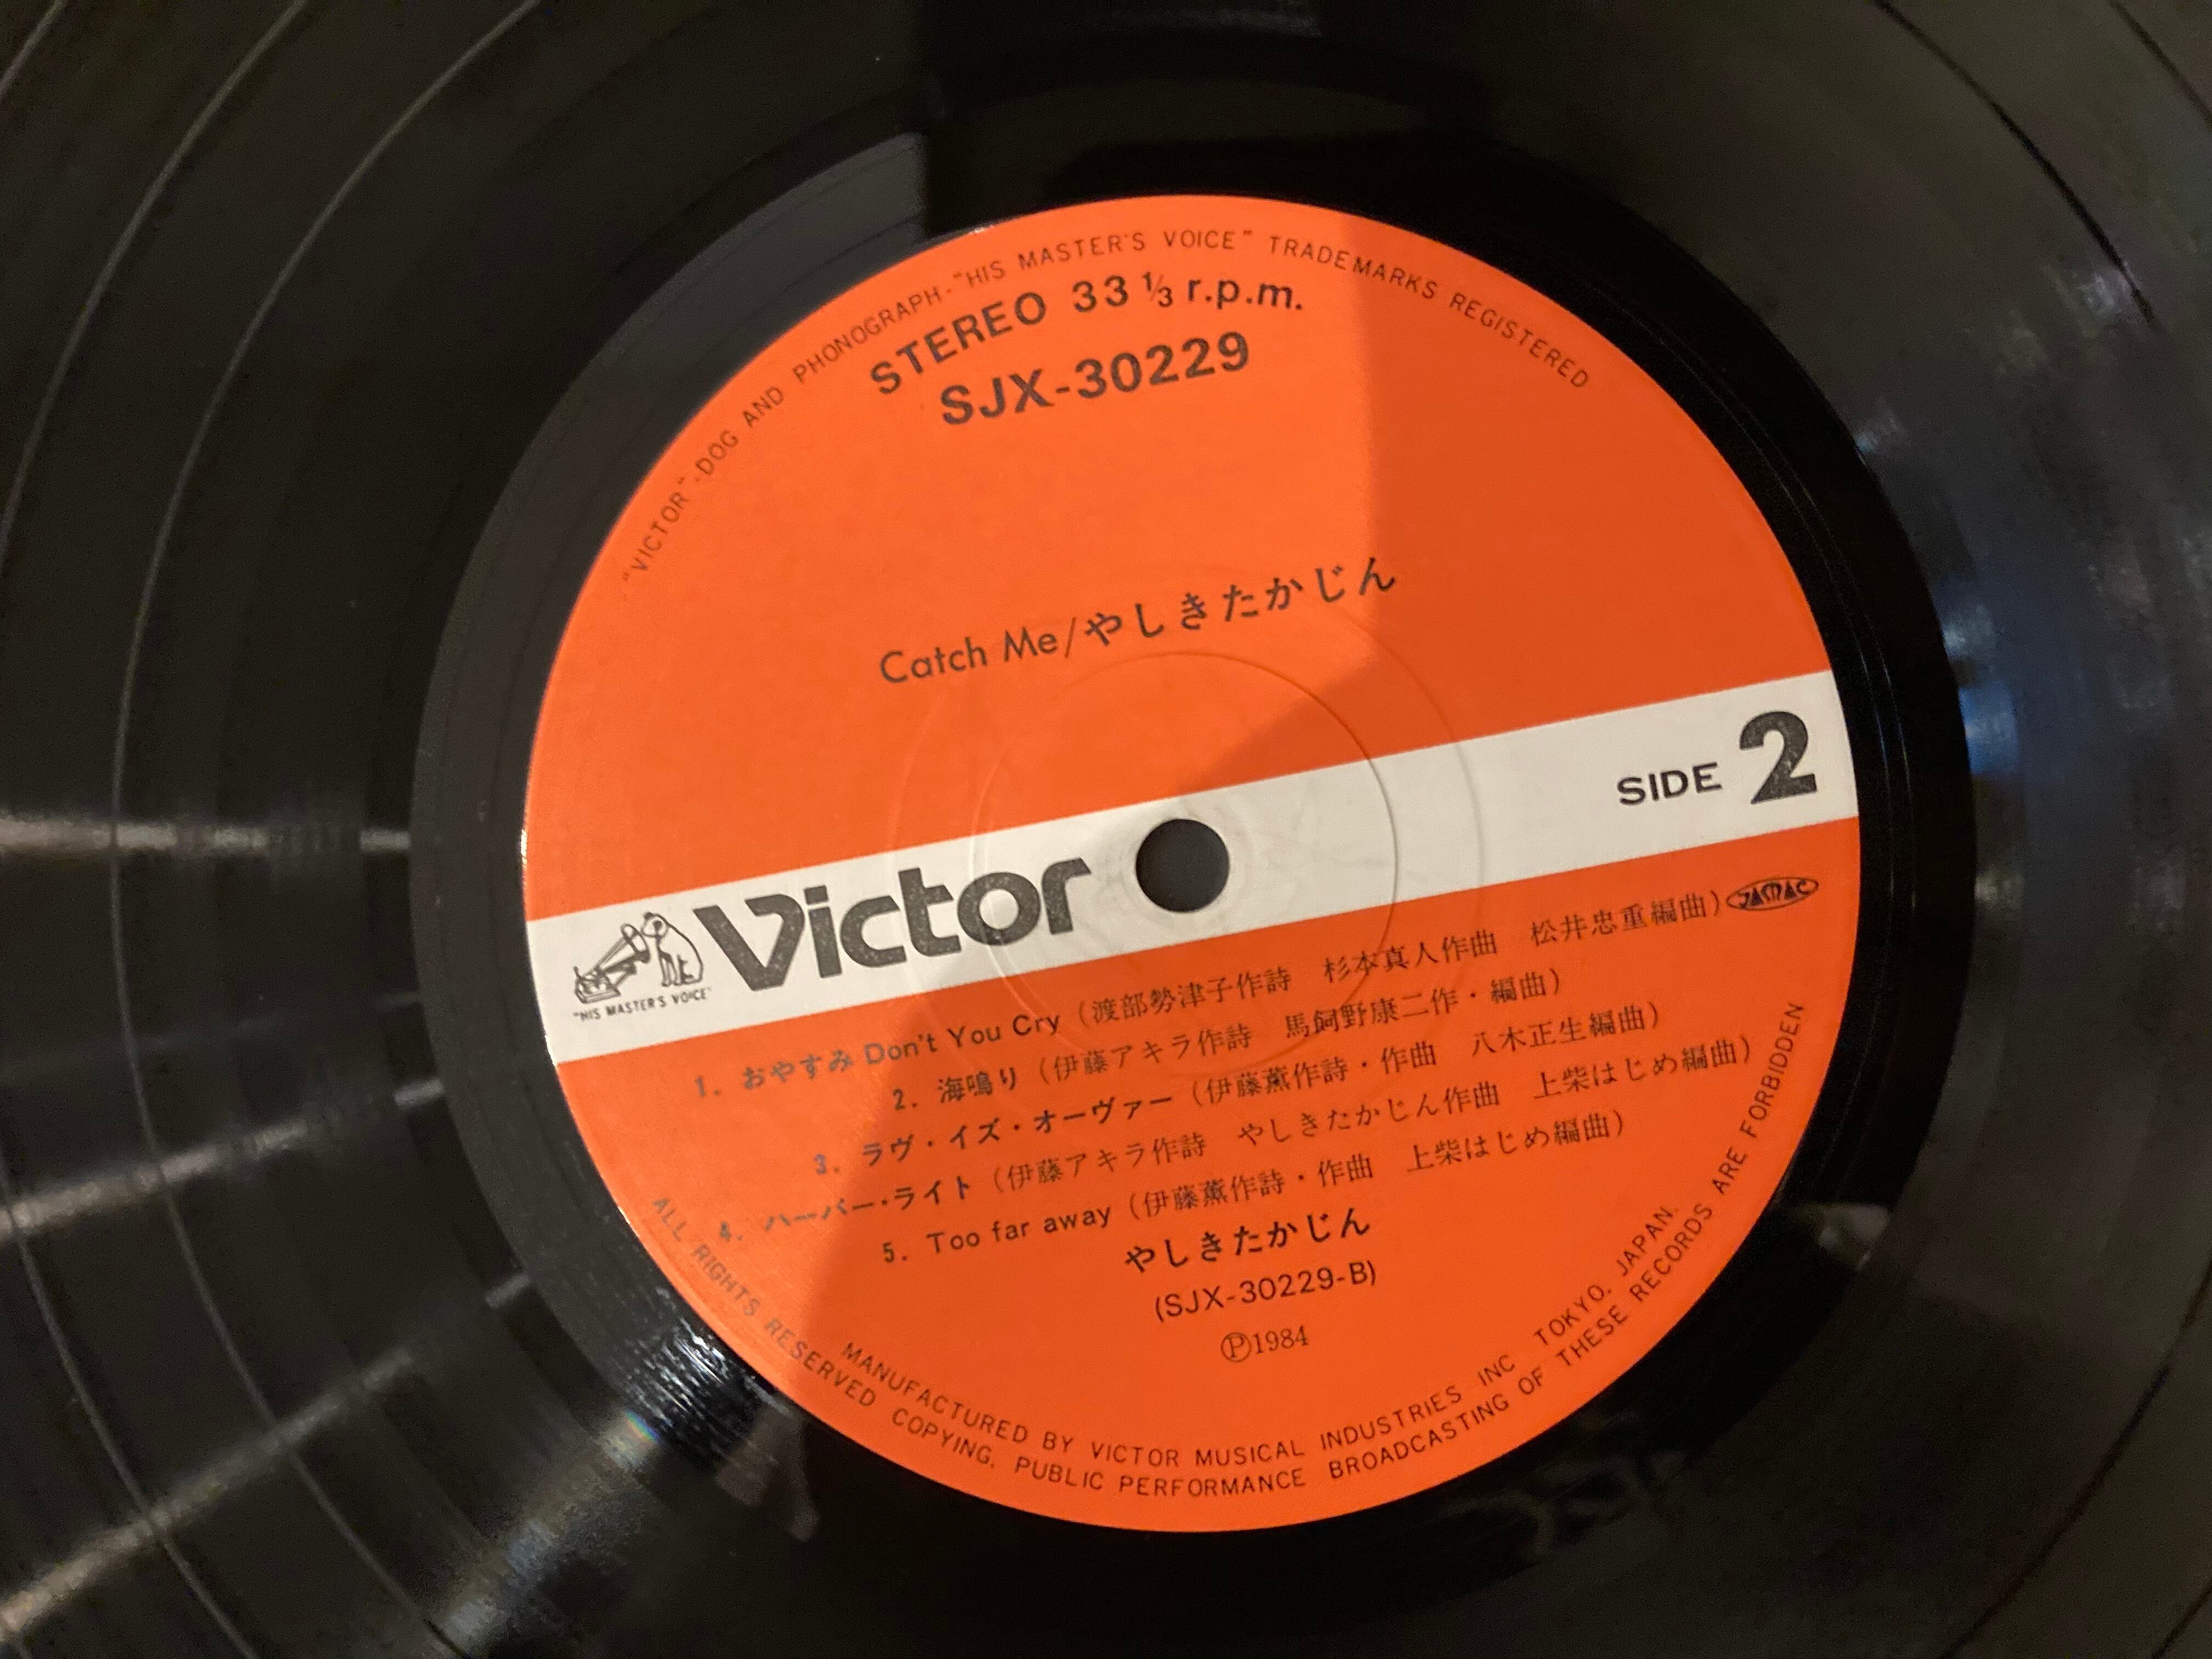 "VICTOR"-DOG AND PHONOGRAPH-"HIS MASTER'S VOICE" TRADEMARKS REGISTERED
STEREO 33 1/3 r.p.m.
SJX-30229
Catch Me/やしきたかじん
SIDE 2
Victor
"HIS MASTER'S VOICE"
1. おやすみ Don't You Cry (渡部勢津子作詩 杉本真人作曲 松井忠重編曲) JASRAC
2. 海鳴り (伊藤アキラ作詩 馬飼野康二作・編曲)
3. ラヴ・イズ・オーヴァー (伊藤薫作詩・作曲 八木正生編曲)
4. ハーバー・ライト (伊藤アキラ作詩 やしきたかじん作曲 上柴はじめ編曲)
5. Too far away (伊藤薫作詩・作曲 上柴はじめ編曲)
やしきたかじん
(SJX-30229-B)
Ⓟ1984
MANUFACTURED BY VICTOR MUSICAL INDUSTRIES INC TOKYO, JAPAN.
ALL RIGHTS RESERVED COPYING, PUBLIC PERFORMANCE BROADCASTING OF THESE RECORDS ARE FORBIDDEN